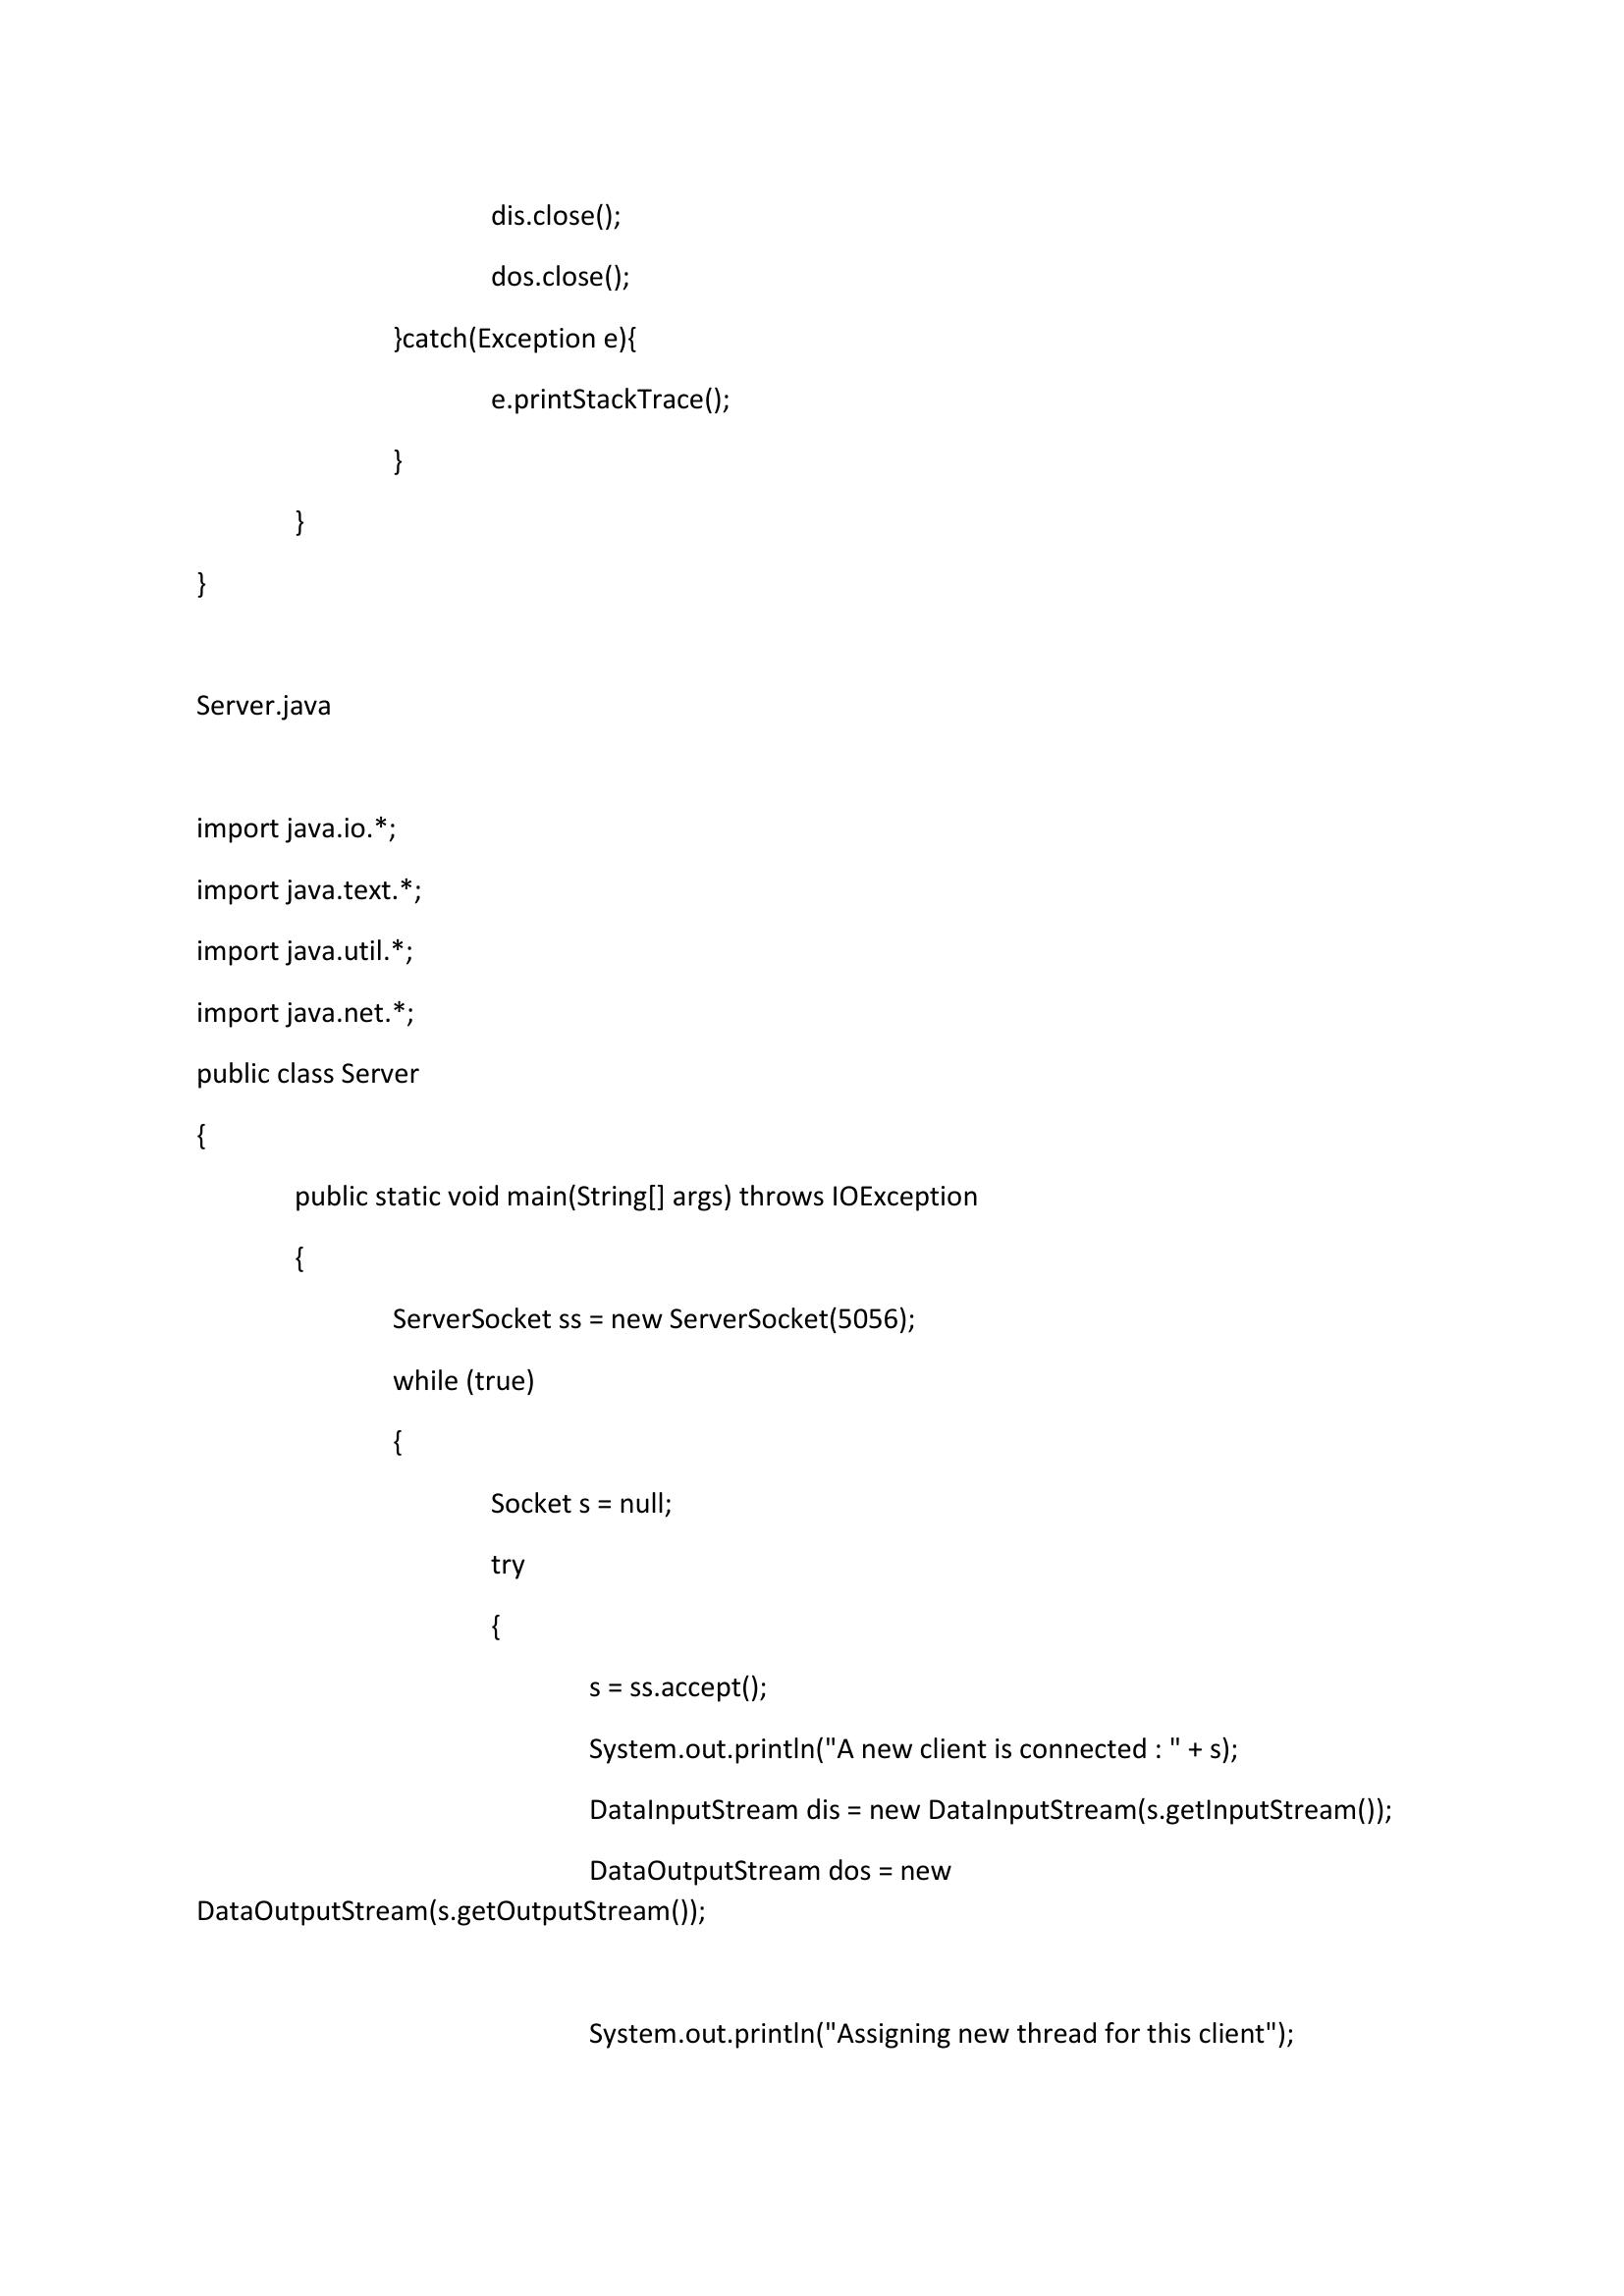 dis.close();
dos.close();
}catch(Exception e){
e.printStackTrace();
}
}
}
Server.java
import java.io.*;
import java.text.*;
import java.util.*;
import java.net.*;
public class Server
{
public static void main(String[] args) throws IOException
{
ServerSocket ss = new ServerSocket(5056);
while (true)
{
Socket s = null;
try
{
s = ss.accept();
System.out.println("A new client is connected : " + s);
DataInputStream dis = new DataInputStream(s.getInputStream());
DataOutputStream dos = new
DataOutputStream(s.getOutputStream());
System.out.println("Assigning new thread for this client");